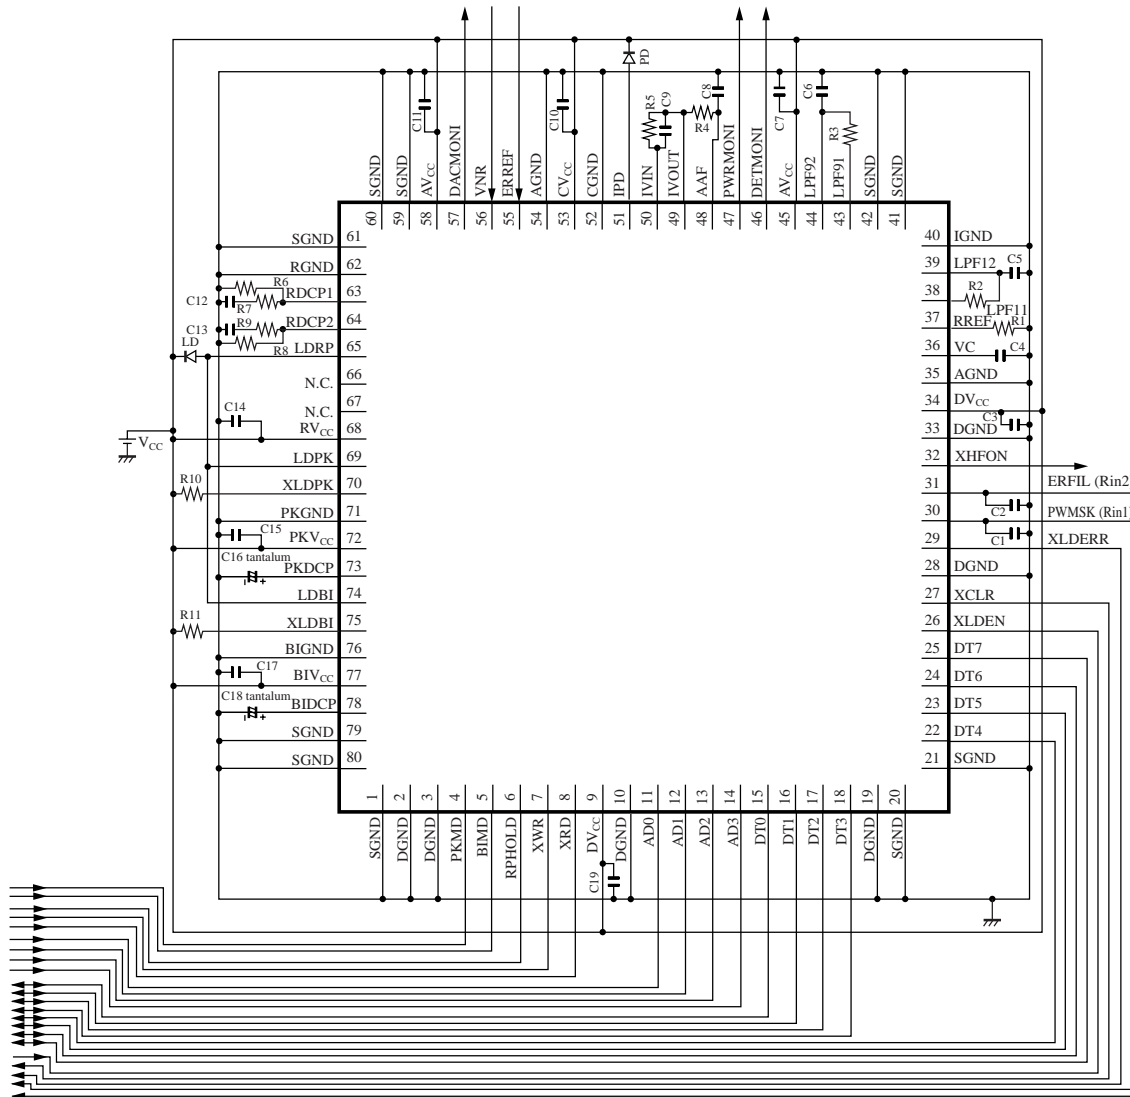 PD
C11
C10
R5
C9
R4
C8
C7
C6
R3
SGND
SGND
AVCC
DACMONI
VNR
ERREF
AGND
CVCC
CGND
IPD
IVIN
IVOUT
AAF
PWRMONI
DETMONI
AVCC
LPF92
LPF91
SGND
SGND
60
59
58
57
56
55
54
53
52
51
50
49
48
47
46
45
44
43
42
41
SGND 61
RGND 62
R6
C12 R7 RDCP1 63
C13 R9 RDCP2 64
LD R8 LDRP 65
N.C. 66
N.C. 67
C14
RVCC 68
VCC
LDPK 69
R10 XLDPK 70
PKGND 71
C15
PKVCC 72
C16 tantalum
PKDCP 73
LDBI 74
R11 XLDBI 75
BIGND 76
C17
BIVCC 77
C18 tantalum
BIDCP 78
SGND 79
SGND 80
40 IGND
39 LPF12 C5
38 R2
LPF11
37 RREF R1
36 VC C4
35 AGND
34 DVCC
C3
33 DGND
32 XHFON
ERFIL (Rin2
31
C2
PWMSK (Rin1)
30
C1
29 XLDERR
28 DGND
27 XCLR
26 XLDEN
25 DT7
24 DT6
23 DT5
22 DT4
21 SGND
1
2
3
4
5
6
7
8
9
10
11
12
13
14
15
16
17
18
19
20
SGND
DGND
DGND
PKMD
BIMD
RPHOLD
XWR
XRD
DVCC
DGND
AD0
AD1
AD2
AD3
DT0
DT1
DT2
DT3
DGND
SGND
C19